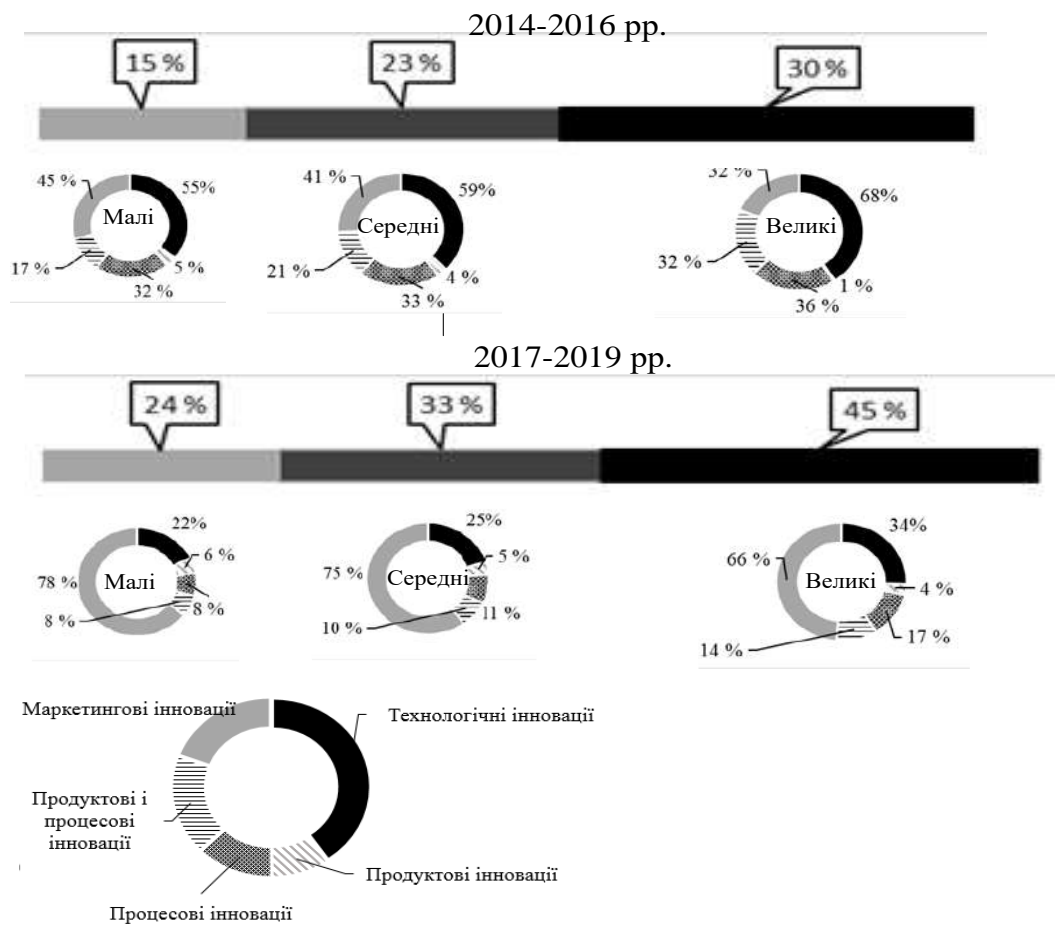 2014-2016 рр.
15 %
23 %
30 %
45 %
55%
Малі
17 %
5 %
32 %
41 %
59%
Середні
21 %
4 %
33 %
32 %
68%
Великі
32 %
1 %
36 %
2017-2019 рр.
24 %
33 %
45 %
22%
6 %
78 %
Малі
8 %
8 %
25%
5 %
75 %
Середні
10 %
11 %
34%
66 %
Великі
4 %
17 %
14 %
Маркетингові інновації
Технологічні інновації
Продуктові і
процесові
інновації
Продуктові інновації
Процесові інновації